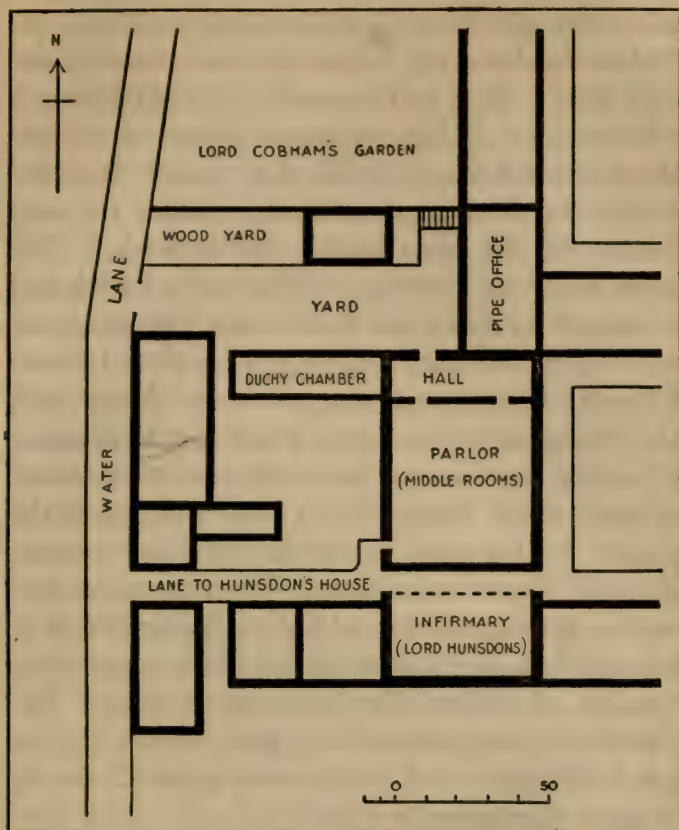 N
LORD COBHAM'S GARDEN
WOOD YARD
LANE
YARD
PIPE OFFICE
DUCHY CHAMBER
HALL
WATER
PARLOR
(MIDDLE ROOMS)
LANE TO HUNSDON'S HOUSE
INFIRMARY
(LORD HUNSDONS)
0 50